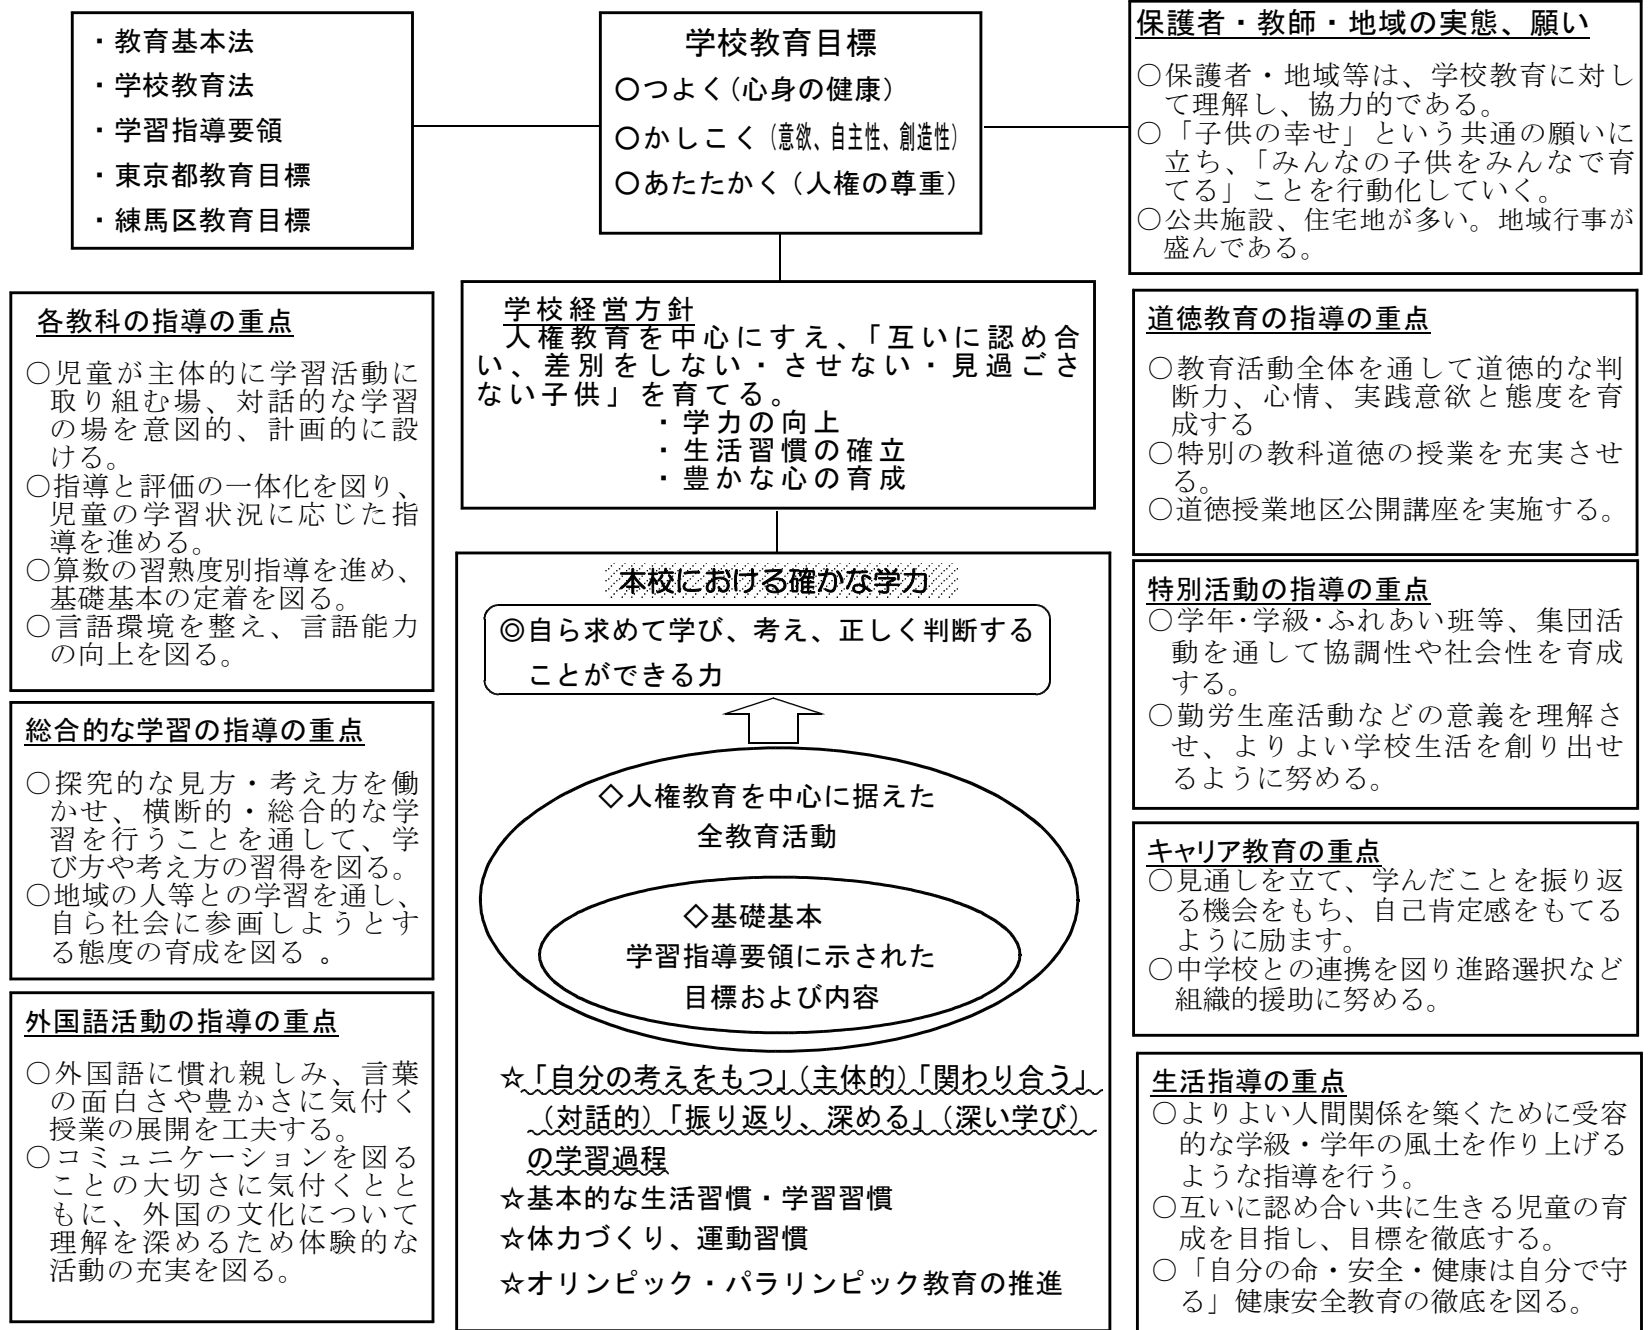 ・教育基本法
・学校教育法
・学習指導要領
・東京都教育目標
・練馬区教育目標
学校教育目標
○つよく(心身の健康)
○かしこく(意欲、自主性、創造性)
○あたたかく(人権の尊重)
保護者・教師・地域の実態、願い
○保護者・地域等は、学校教育に対し
て理解し、協力的である。
○「子供の幸せ」という共通の願いに
立ち、「みんなの子供をみんなで育
てる」ことを行動化していく。
○公共施設、住宅地が多い。地域行事が
盛んである。
学校経営方針
人権教育を中心にすえ、「互いに認め合
い、差別をしない・させない・見過ごさ
ない子供」を育てる。
・学力の向上
・生活習慣の確立
・豊かな心の育成
各教科の指導の重点
○児童が主体的に学習活動に
取り組む場、対話的な学習
の場を意図的、計画的に設
ける。
○指導と評価の一体化を図り、
児童の学習状況に応じた指
導を進める。
○算数の習熟度別指導を進め、
基礎基本の定着を図る。
○言語環境を整え、言語能力
の向上を図る。
総合的な学習の指導の重点
○探究的な見方・考え方を働
かせ、横断的・総合的な学
習を行うことを通して、学
び方や考え方の習得を図る。
○地域の人等との学習を通し、
自ら社会に参画しようとす
る態度の育成を図る 。
外国語活動の指導の重点
○外国語に慣れ親しみ、言葉
の面白さや豊かさに気付く
授業の展開を工夫する。
○コミュニケーションを図る
ことの大切さに気付くとと
もに、外国の文化について
理解を深めるため体験的な
活動の充実を図る。
本校における確かな学力
◎自ら求めて学び、考え、正しく判断する
ことができる力
◇人権教育を中心に据えた
全教育活動
◇基礎基本
学習指導要領に示された
目標および内容
☆「自分の考えをもつ」(主体的)「関わり合う」
(対話的)「振り返り、深める」(深い学び)
の学習過程
☆基本的な生活習慣・学習習慣
☆体力づくり、運動習慣
☆オリンピック・パラリンピック教育の推進
道徳教育の指導の重点
○教育活動全体を通して道徳的な判
断力、心情、実践意欲と態度を育
成する
○特別の教科道徳の授業を充実させ
る。
○道徳授業地区公開講座を実施する。
特別活動の指導の重点
○学年・学級・ふれあい班等、集団活
動を通して協調性や社会性を育成
する。
○勤労生産活動などの意義を理解さ
せ、よりよい学校生活を創り出せ
るように努める。
キャリア教育の重点
○見通しを立て、学んだことを振り返
る機会をもち、自己肯定感をもてる
ように励ます。
○中学校との連携を図り進路選択など
組織的援助に努める。
生活指導の重点
○よりよい人間関係を築くために受容
的な学級・学年の風土を作り上げる
ような指導を行う。
○互いに認め合い共に生きる児童の育
成を目指し、目標を徹底する。
○「自分の命・安全・健康は自分で守
る」健康安全教育の徹底を図る。